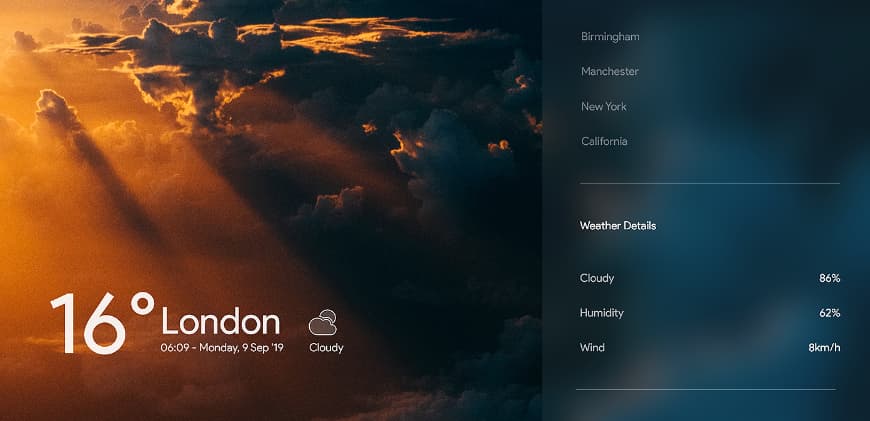 16°
London
06:09 - Monday, 9 Sep '19
Cloudy
Birmingham
Manchester
New York
California
Weather Details
Cloudy 86%
Humidity 62%
Wind 8km/h